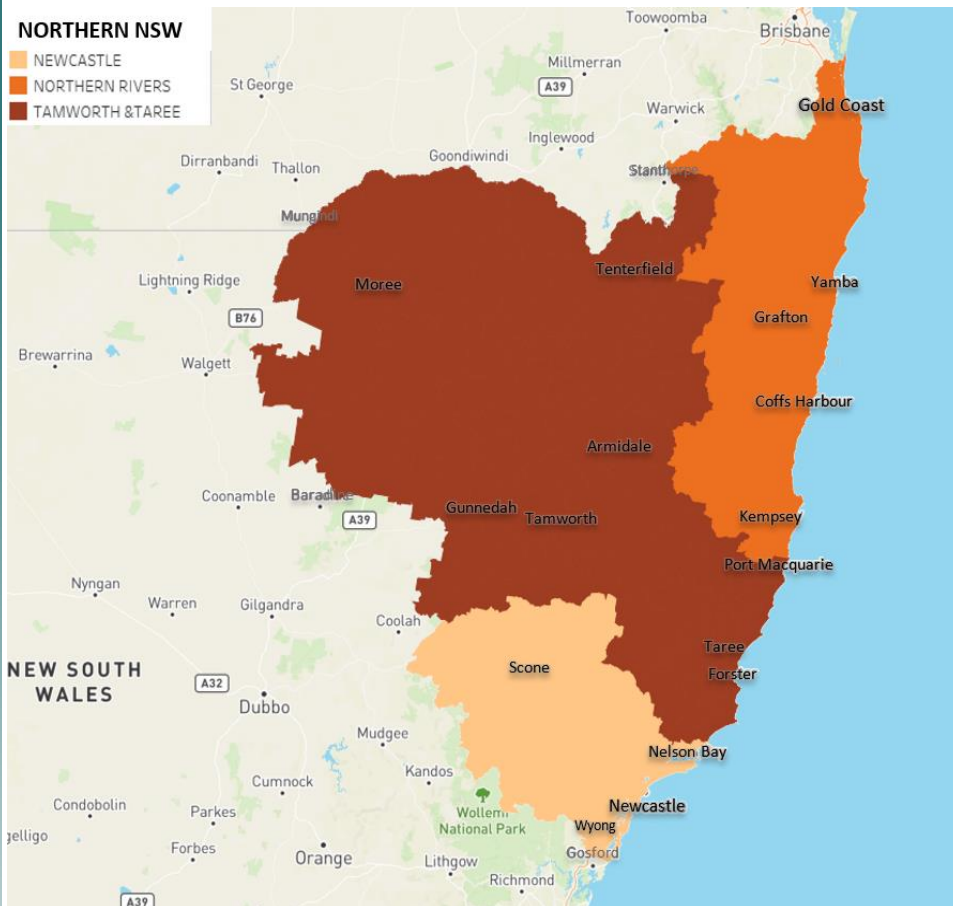 NORTHERN NSW
NEWCASTLE
NORTHERN RIVERS
TAMWORTH &TAREE
Toowoomba
Brisbane
Millmerran
A39
St George
Gold Coast
Warwick
Inglewood
Goondiwindi
Dirranbandi
Thallon
Stanthorpe
Mungindi
Tenterfield
Lightning Ridge
Moree
Yamba
B76
Grafton
Brewarrina
Walgett
Coffs Harbour
Armidale
Coonamble
Baradine
Gunnedah
Tamworth
Kempsey
A39
Port Macquarie
Nyngan
Warren
Gilgandra
Coolah
Taree
Scone
Forster
NEW SOUTH
WALES
A32
Dubbo
Mudgee
Nelson Bay
Kandos
Cumnock
Newcastle
Condobolin
Parkes
Wollemi
National Park
Wyong
gelligo
Forbes
Orange
Lithgow
Gosford
Richmond
A39